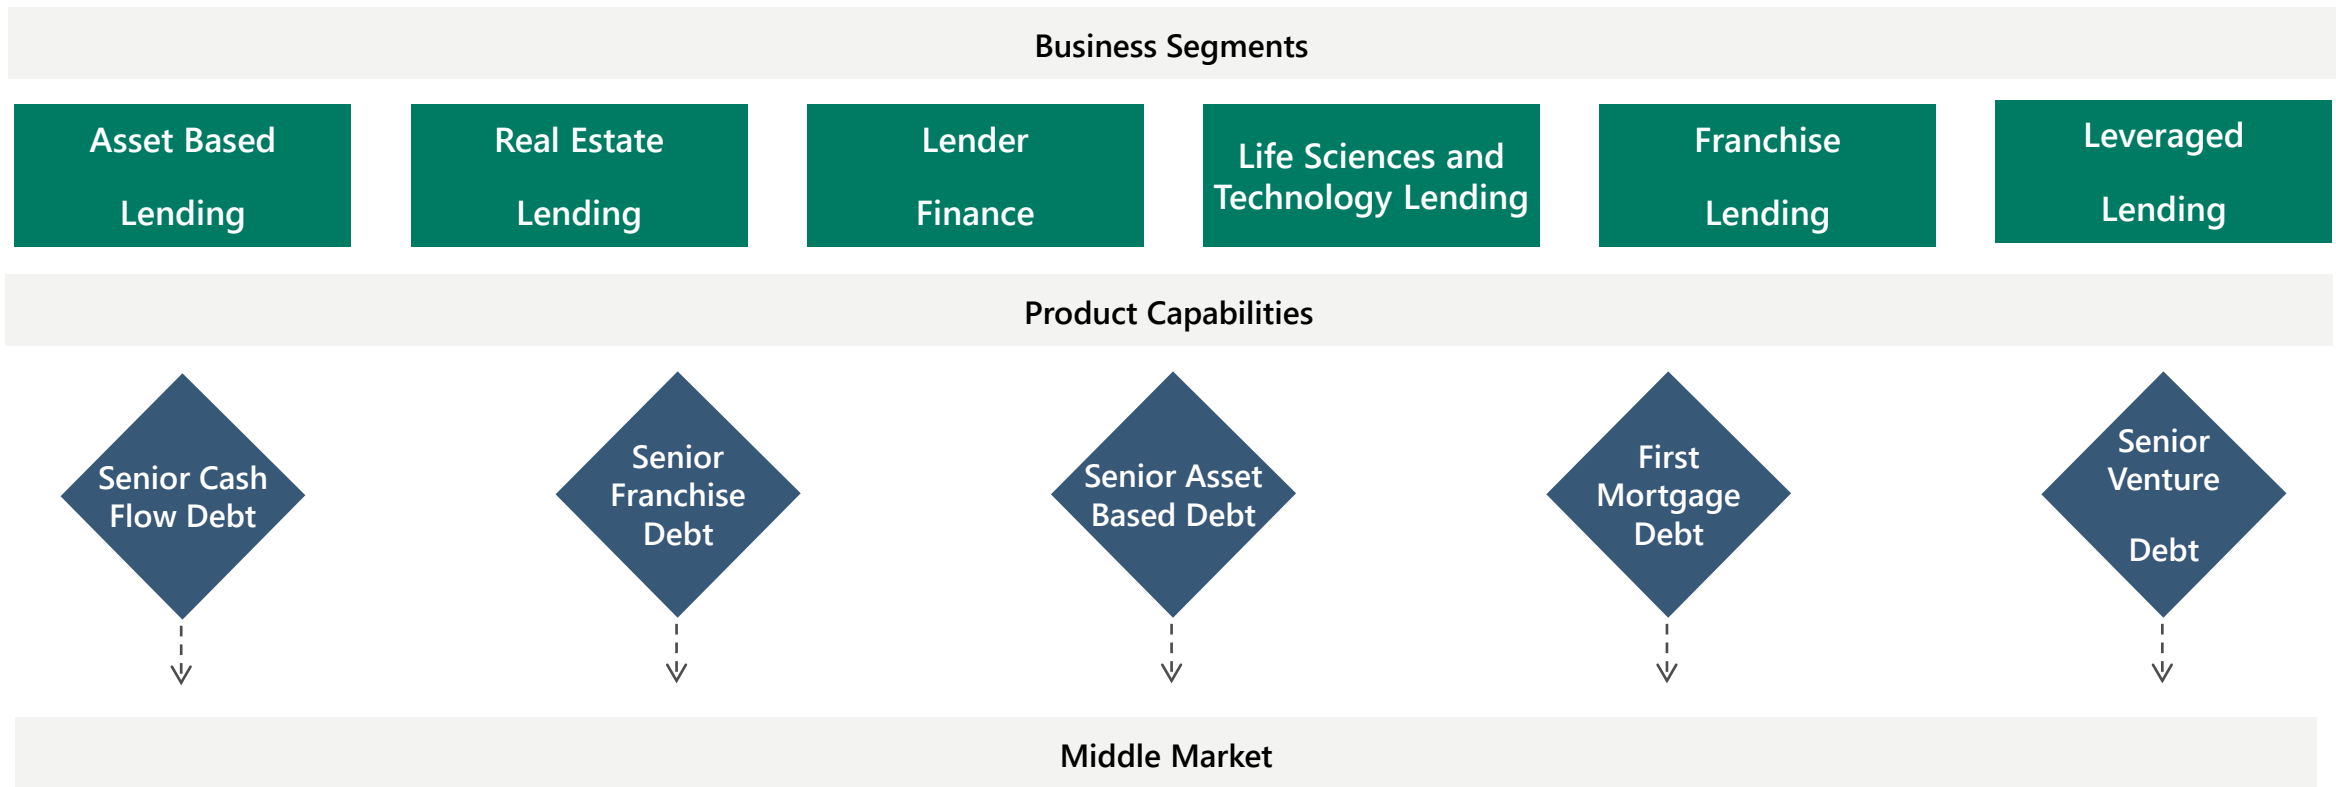 Business Segments
Asset Based
Lending
Real Estate
Lending
Lender
Finance
Life Sciences and
Technology Lending
Franchise
Lending
Leveraged
Lending
Product Capabilities
Senior Cash
Flow Debt
Senior
Franchise
Debt
Senior Asset
Based Debt
First
Mortgage
Debt
Senior
Venture
Debt
Middle Market